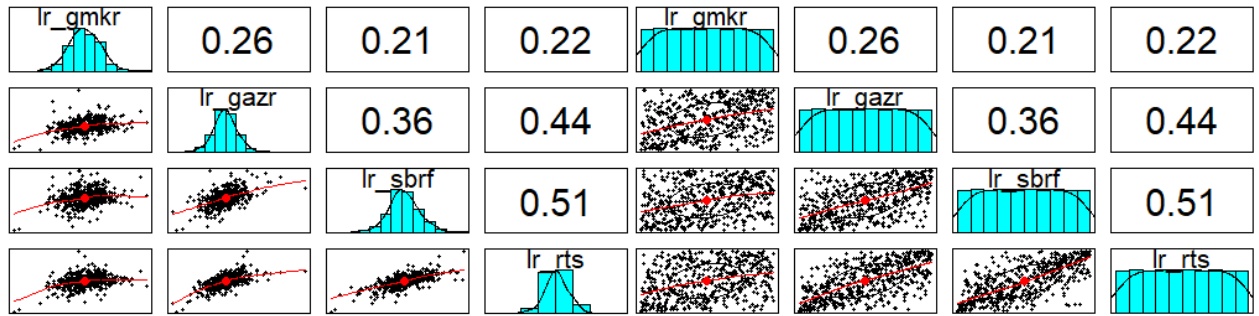 lr_gmkr 0.26 0.21 0.22 lr_gmkr 0.26 0.21 0.22
lr_gazr 0.36 0.44 lr_gazr 0.36 0.44
lr_sbrf 0.51 lr_sbrf 0.51
lr_rts lr_rts